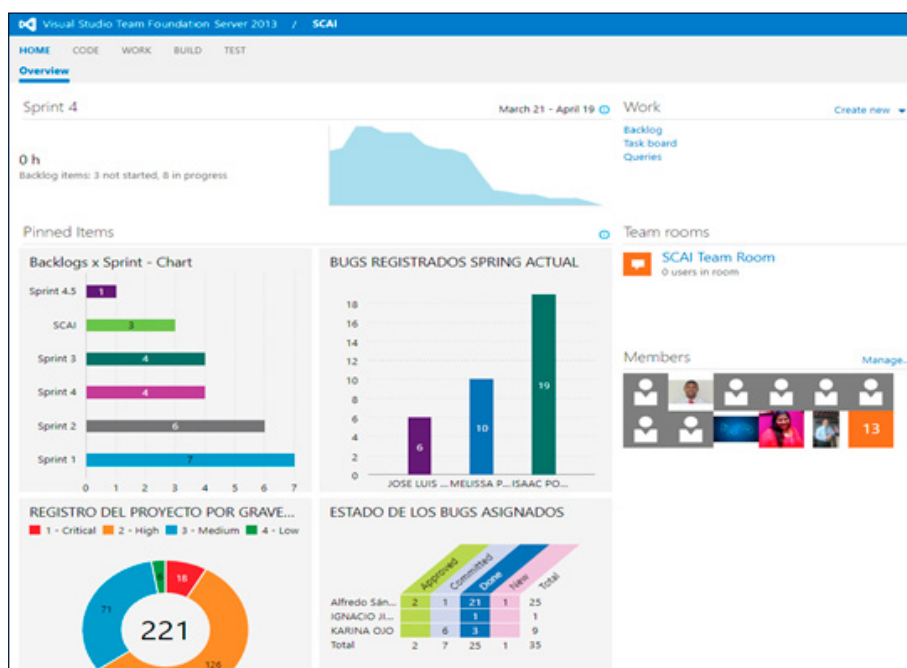 Visual Studio Team Foundation Server 2013 / SCAI
HOME CODE WORK BUILD TEST
Overview
Sprint 4
March 21 - April 19
0 h
Backlog items: 3 not started, 8 in progress
Work
Create new
Backlog
Task board
Queries
Pinned Items
Team rooms
SCAI Team Room
0 users in room
Members
Manage...
13
Backlogs x Sprint - Chart
Sprint 4.5 1
SCAI 3
Sprint 3 4
Sprint 4 4
Sprint 2 6
Sprint 1 7
0 1 2 3 4 5 6 7
BUGS REGISTRADOS SPRING ACTUAL
18
16
14
12
10
8
6
4
2
0
6 10 19
JOSE LUIS ... MELISSA P... ISAAC PO...
REGISTRO DEL PROYECTO POR GRAVE...
1 - Critical 2 - High 3 - Medium 4 - Low
18
71
221
126
ESTADO DE LOS BUGS ASIGNADOS
Approved Committed Done New Total
Alfredo Sán... 2 1 21 1 25
IGNACIO JI... 1 1
KARINA OJO 6 3 9
Total 2 7 25 1 35